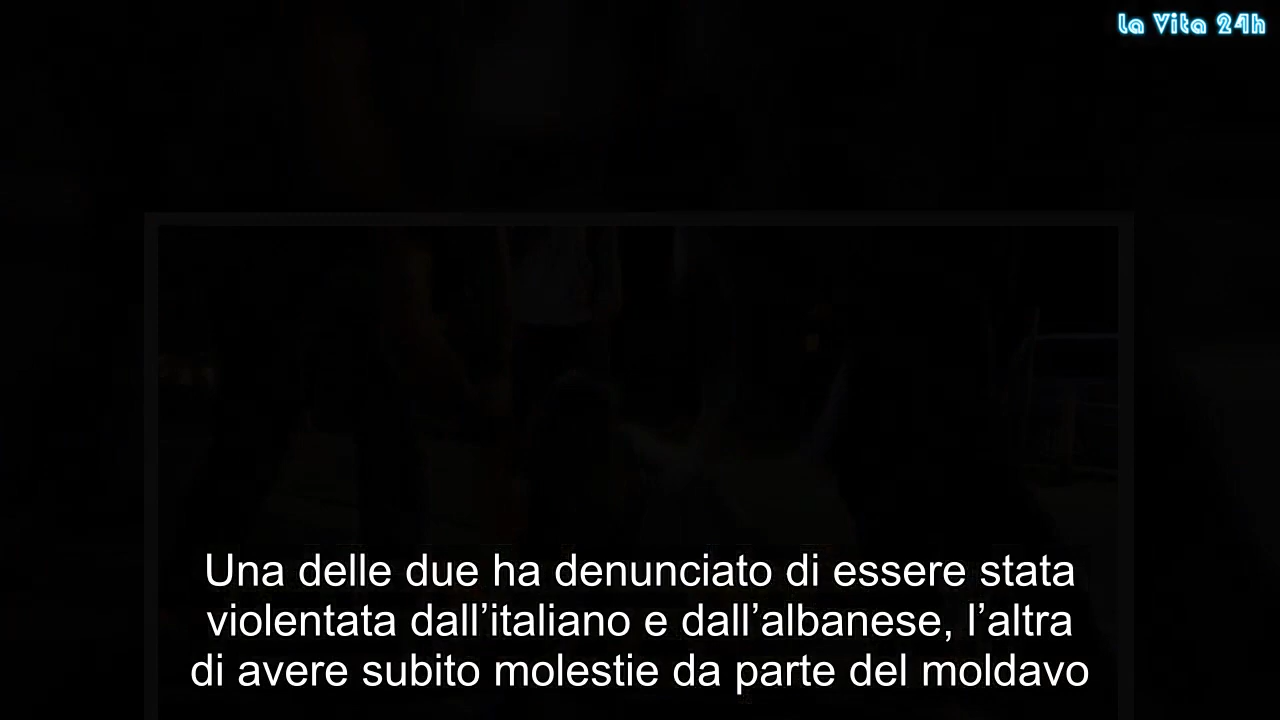 La Vita 24h
Una delle due ha denunciato di essere stata
violentata dall’italiano e dall’albanese, l’altra
di avere subito molestie da parte del moldavo